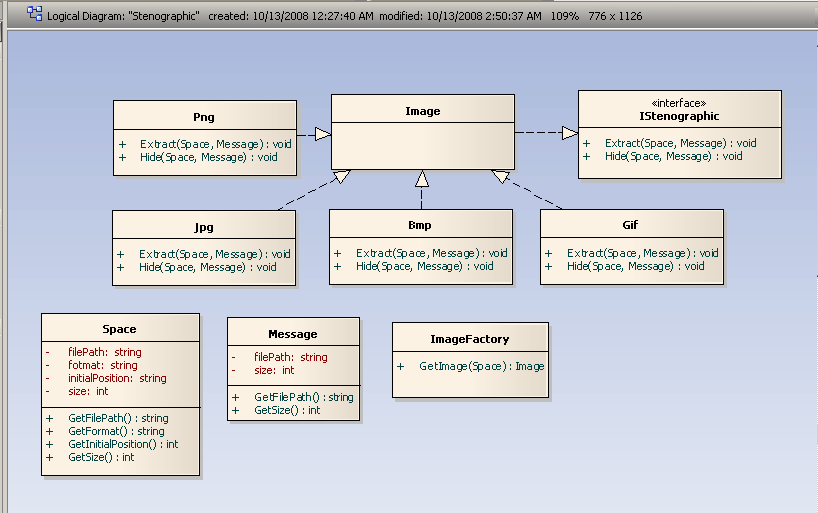 Logical Diagram: "Stenographic"  created: 10/13/2008 12:27:40 AM  modified: 10/13/2008 2:50:37 AM  109%  776 x 1126
Png
+ Extract(Space, Message) : void
+ Hide(Space, Message) : void
Image
«interface»
IStenographic
+ Extract(Space, Message) : void
+ Hide(Space, Message) : void
Jpg
+ Extract(Space, Message) : void
+ Hide(Space, Message) : void
Bmp
+ Extract(Space, Message) : void
+ Hide(Space, Message) : void
Gif
+ Extract(Space, Message) : void
+ Hide(Space, Message) : void
Space
- filePath: string
- fotmat: string
- initialPosition: string
- size: int
+ GetFilePath() : string
+ GetFormat() : string
+ GetInitialPosition() : int
+ GetSize() : int
Message
- filePath: string
- size: int
+ GetFilePath() : string
+ GetSize() : int
ImageFactory
+ GetImage(Space) : Image